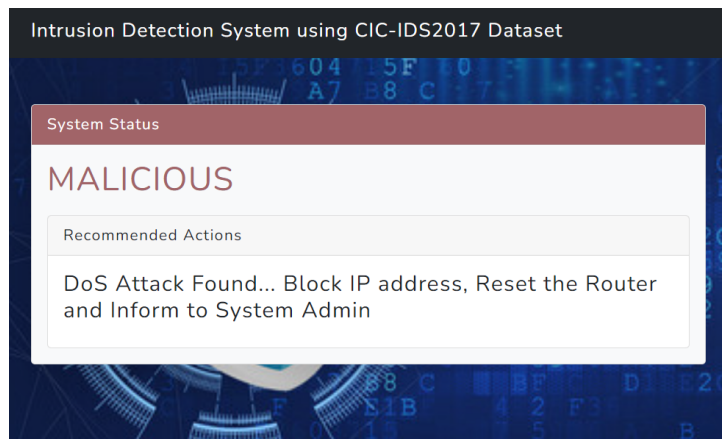 Intrusion Detection System using CIC-IDS2017 Dataset
System Status
MALICIOUS
Recommended Actions
DoS Attack Found... Block IP address, Reset the Router
and Inform to System Admin